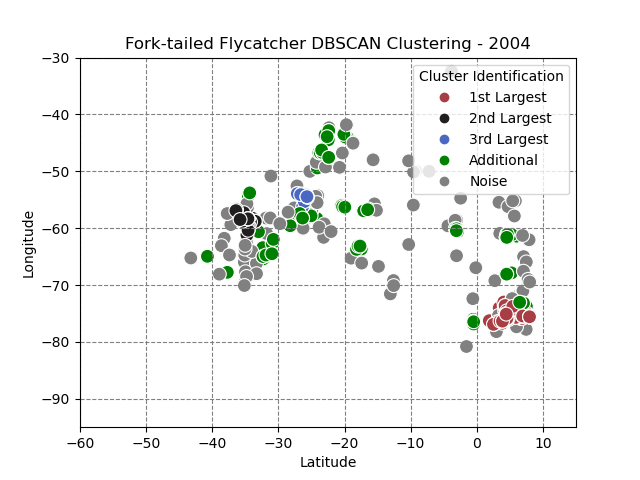 Fork-tailed Flycatcher DBSCAN Clustering - 2004
−30
−40
−50
−60
−70
−80
−90
Longitude
Cluster Identification
1st Largest
2nd Largest
3rd Largest
Additional
Noise
−60 −50 −40 −30 −20 −10 0 10
Latitude